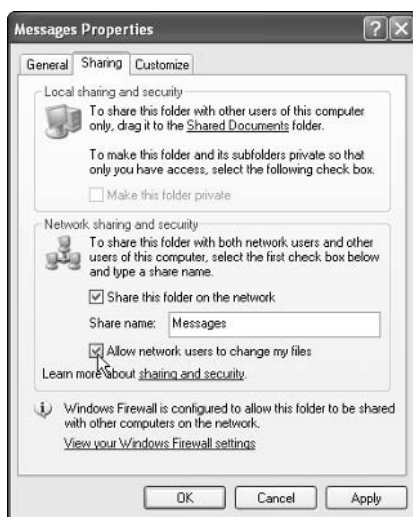 Messages Properties
General Sharing Customize
Local sharing and security
To share this folder with other users of this computer
only, drag it to the Shared Documents folder.
To make this folder and its subfolders private so that
only you have access, select the following check box.
Make this folder private
Network sharing and security
To share this folder with both network users and other
users of this computer, select the first check box below
and type a share name.
Share this folder on the network
Share name: Messages
Allow network users to change my files
Learn more about sharing and security.
Windows Firewall is configured to allow this folder to be shared
with other computers on the network.
View your Windows Firewall settings
OK Cancel Apply